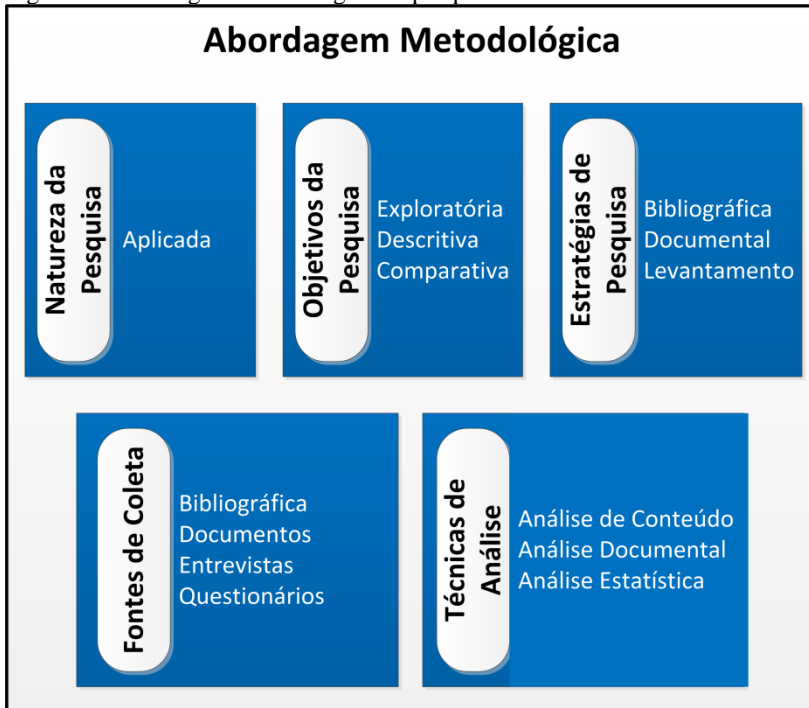 Abordagem Metodológica
Natureza da
Pesquisa
Aplicada
Objetivos da
Pesquisa
Exploratória
Descritiva
Comparativa
Estratégias de
Pesquisa
Bibliográfica
Documental
Levantamento
Fontes de Coleta
Bibliográfica
Documentos
Entrevistas
Questionários
Técnicas de
Análise
Análise de Conteúdo
Análise Documental
Análise Estatística